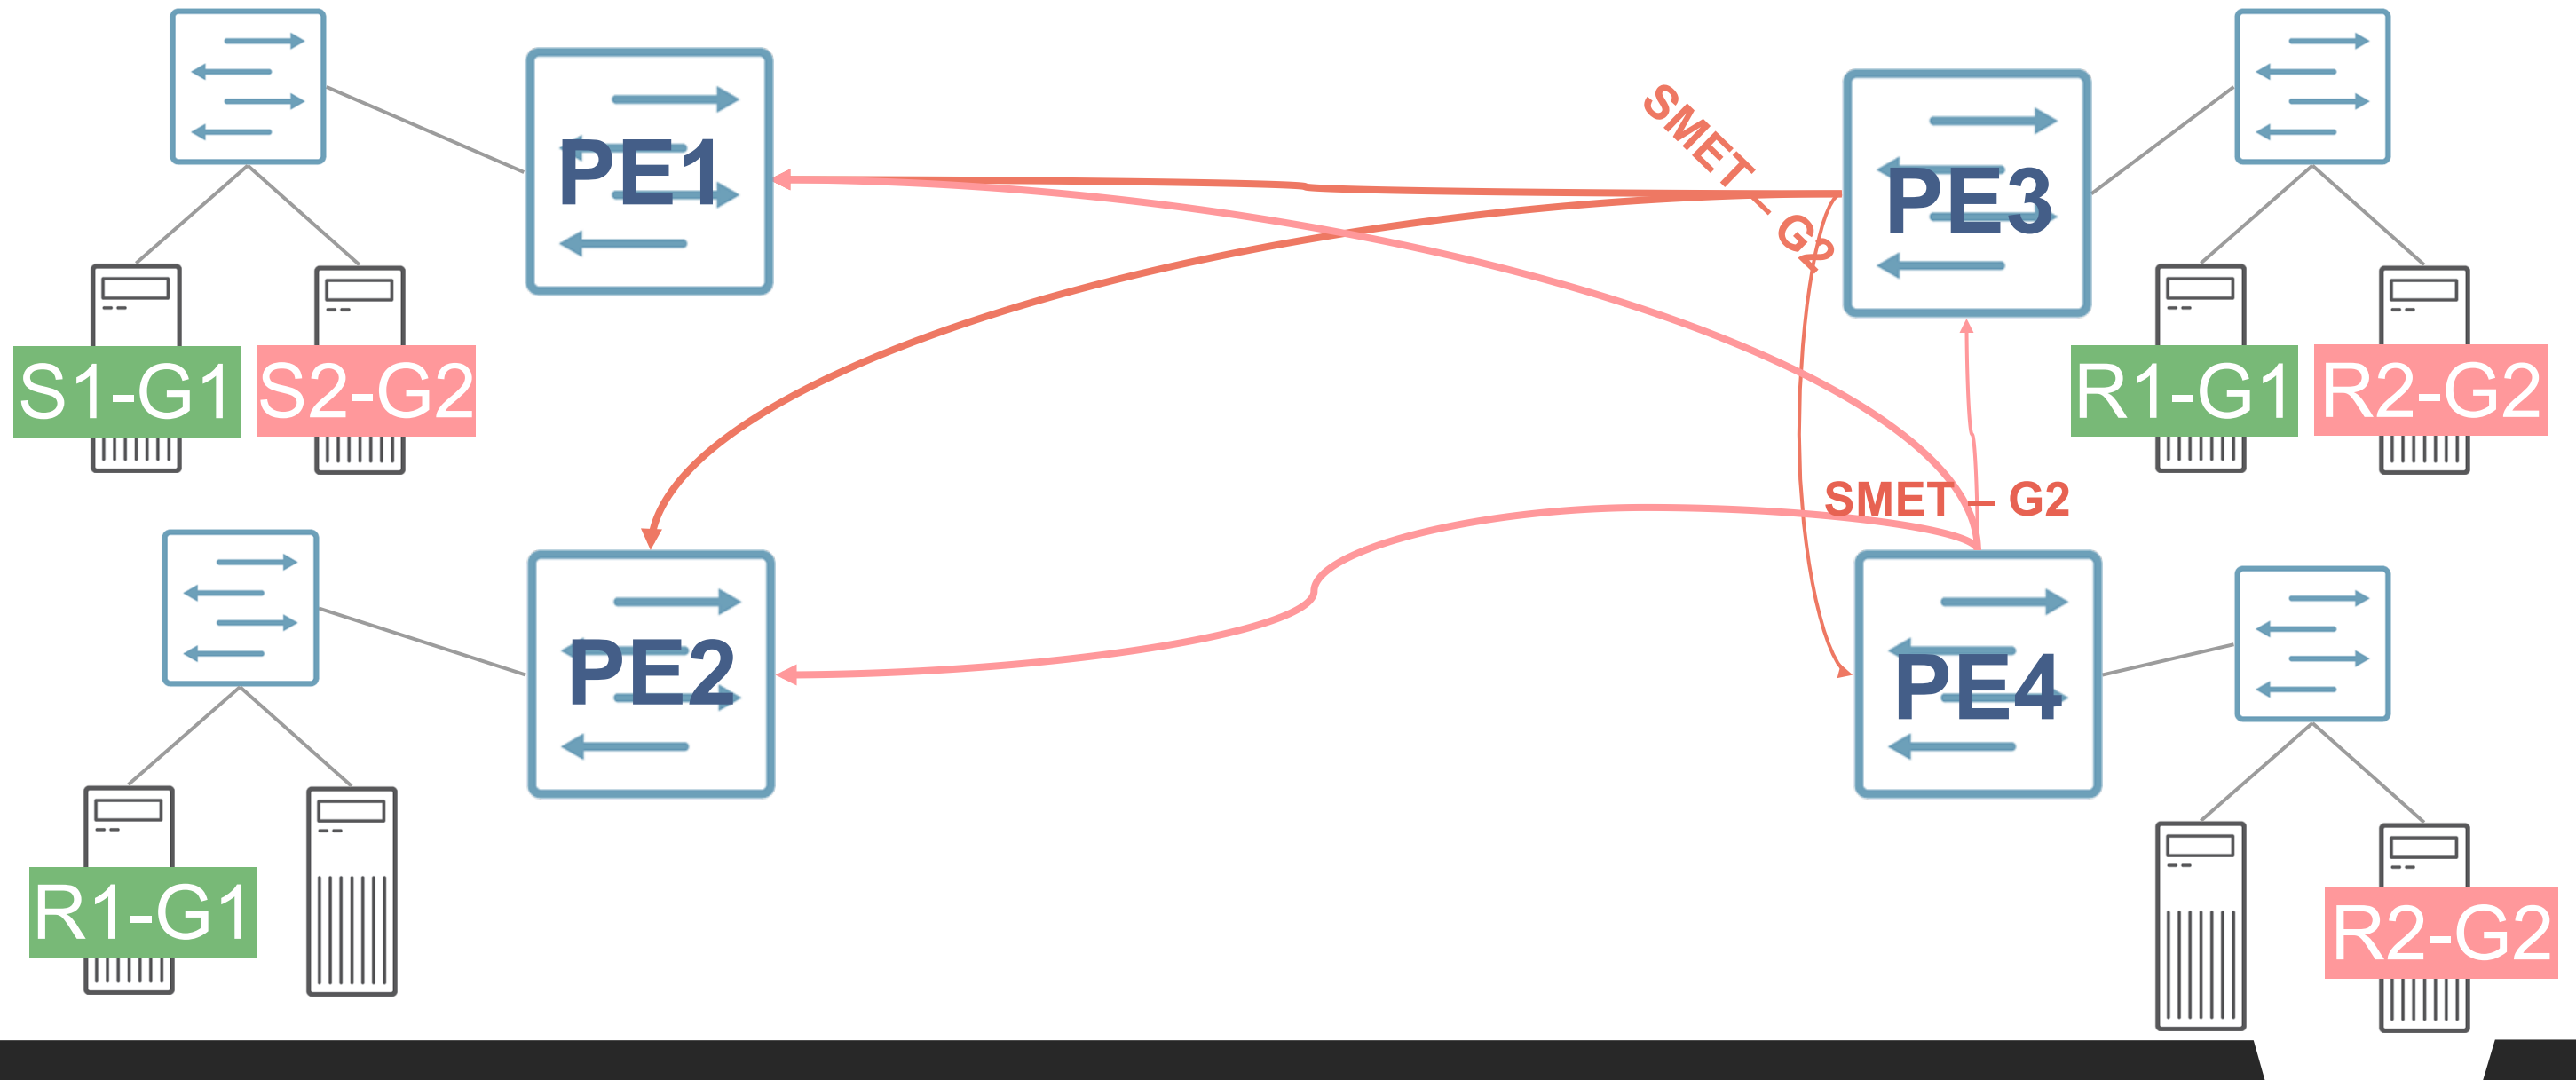 PE1
SMET – G2
PE3
S1-G1
S2-G2
R1-G1
R2-G2
SMET – G2
PE2
PE4
R1-G1
R2-G2